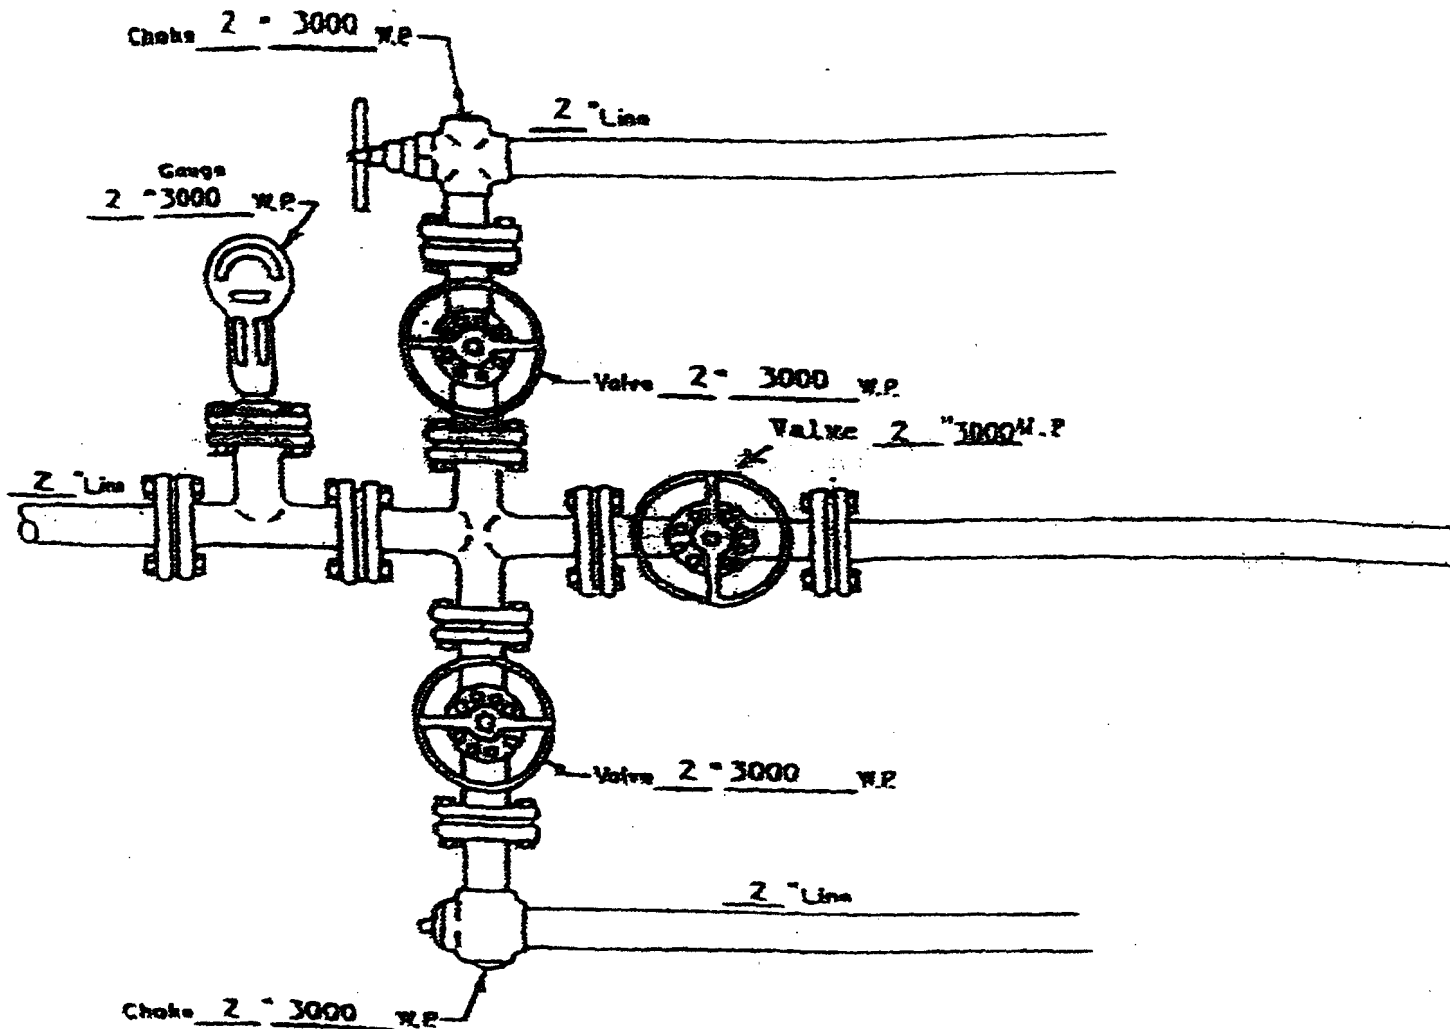 Choke 2 " 3000 W.P.
2 " Line
Gauge
2 " 3000 W.P.
Valve 2 " 3000 W.P.
Valve 2 " 3000 W.P
2 " Line
Valve 2 " 3000 W.P.
2 " Line
Choke 2 " 3000 W.P.